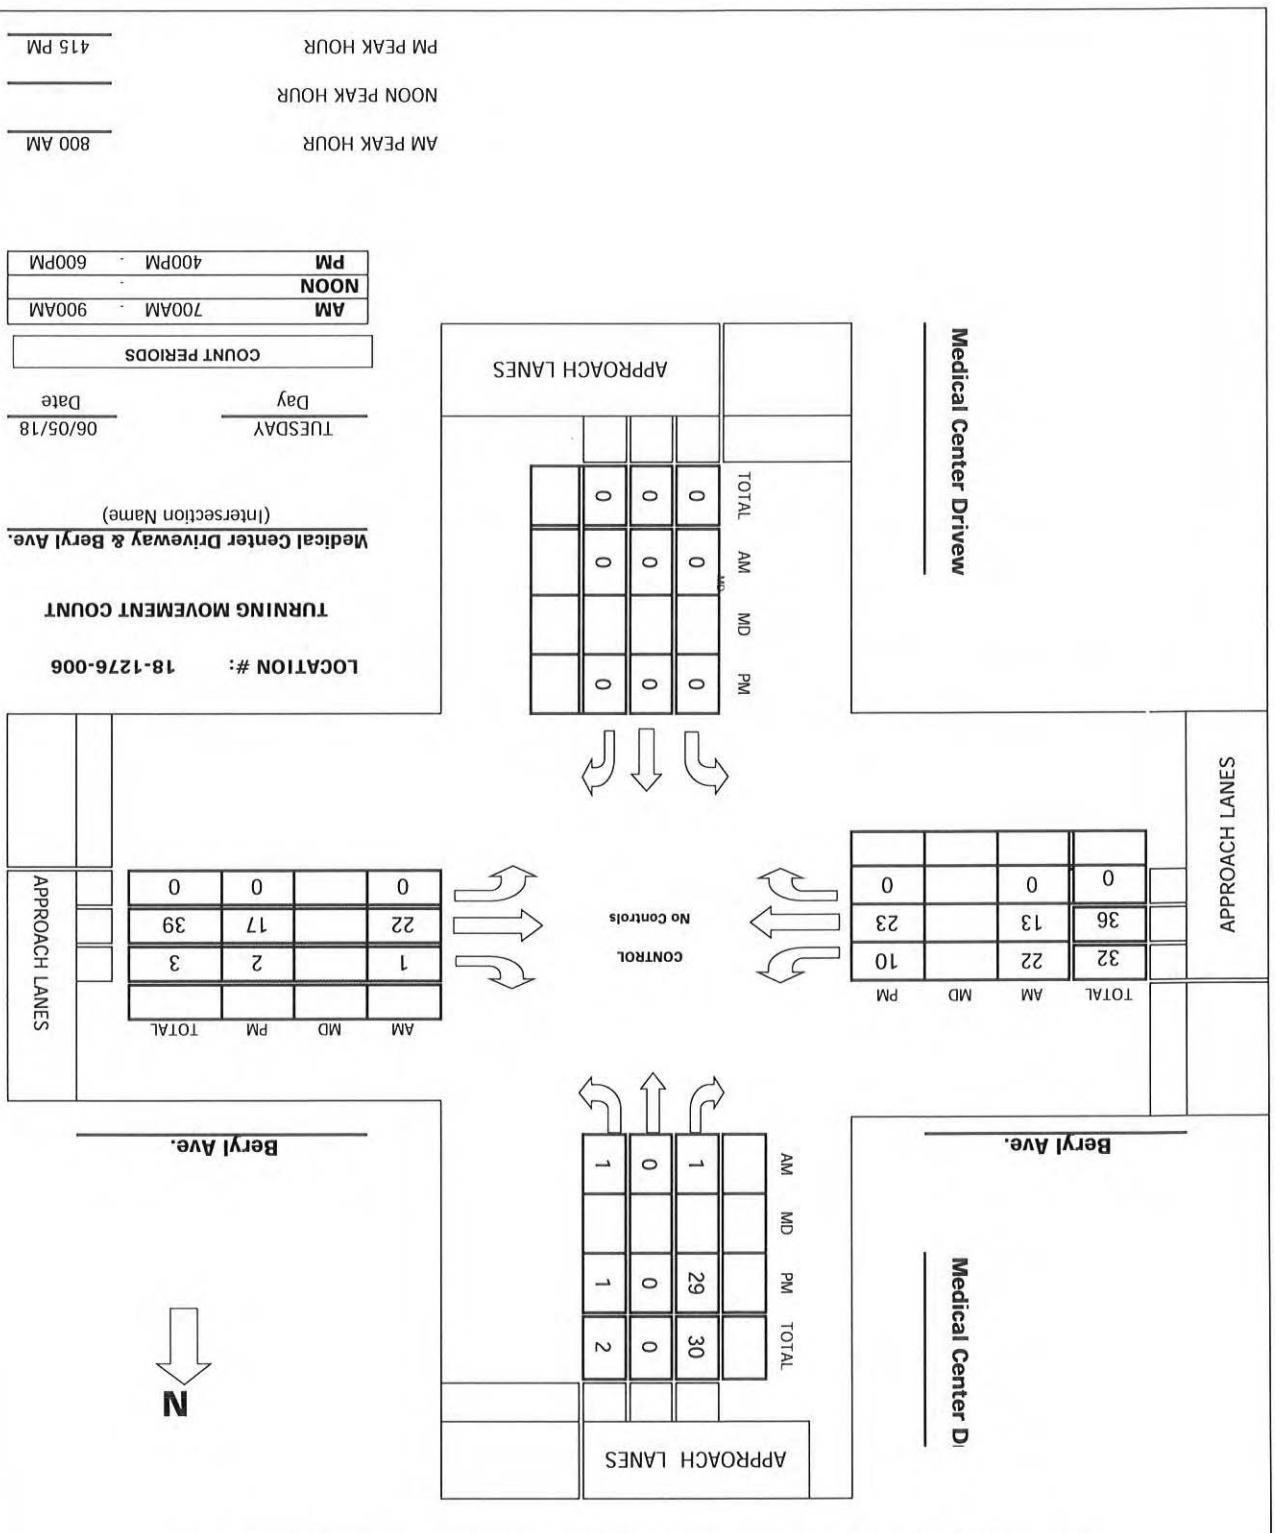 N
APPROACH LANES
Medical Center D
TOTAL 30 0 2
PM 29 0 1
MD
AM 1 0 1
Beryl Ave.
Beryl Ave.
TOTAL AM MD PM
32 22 10
36 13 23
0 0 0
APPROACH LANES
CONTROL
No Controls
AM MD PM TOTAL
1 2 3
22 17 39
0 0 0
APPROACH LANES
PM 0 0 0
MD
MD
AM 0 0 0
TOTAL 0 0 0
APPROACH LANES
Medical Center Drivew
LOCATION #: 18-1276-006
TURNING MOVEMENT COUNT
Medical Center Driveway & Beryl Ave.
(Intersection Name)
TUESDAY 06/05/18
Day Date
COUNT PERIODS
AM 700AM - 900AM
NOON -
PM 400PM - 600PM
AM PEAK HOUR 800 AM
NOON PEAK HOUR
PM PEAK HOUR 415 PM